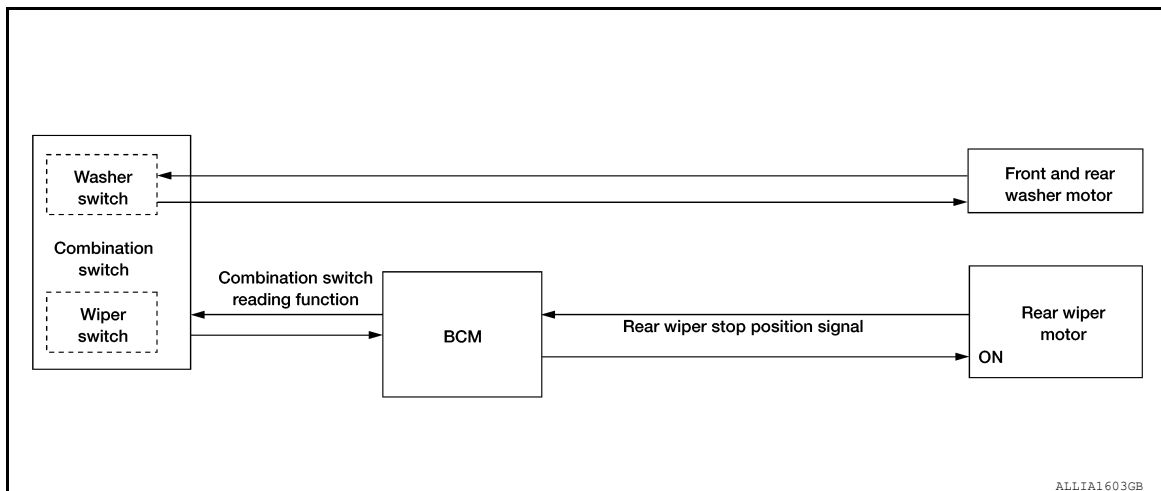 Washer
switch
Front and rear
washer motor
Combination
switch
Combination switch
reading function
Wiper
switch
BCM
Rear wiper stop position signal
Rear wiper
motor
ON
ALLIA1603GB